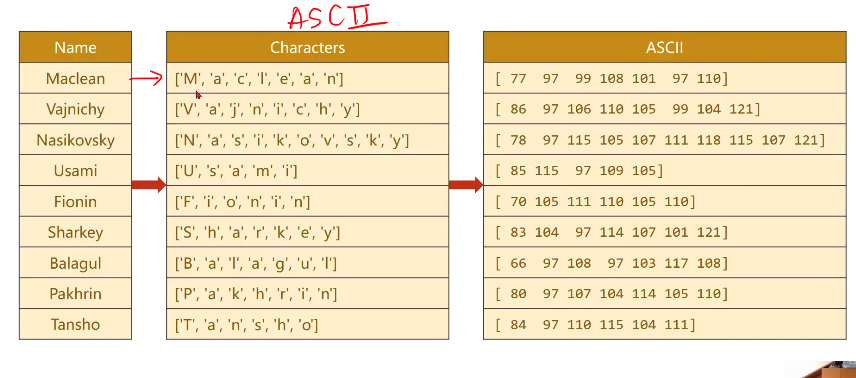 ASCII
Name Characters ASCII
Maclean ['M', 'a', 'c', 'l', 'e', 'a', 'n'] [ 77 97 99 108 101 97 110]
Vajnichy ['V', 'a', 'j', 'n', 'i', 'c', 'h', 'y'] [ 86 97 106 110 105 99 104 121]
Nasikovsky ['N', 'a', 's', 'i', 'k', 'o', 'v', 's', 'k', 'y'] [ 78 97 115 105 107 111 118 115 107 121]
Usami ['U', 's', 'a', 'm', 'i'] [ 85 115 97 109 105]
Fionin ['F', 'i', 'o', 'n', 'i', 'n'] [ 70 105 111 110 105 110]
Sharkey ['S', 'h', 'a', 'r', 'k', 'e', 'y'] [ 83 104 97 114 107 101 121]
Balagul ['B', 'a', 'l', 'a', 'g', 'u', 'l'] [ 66 97 108 97 103 117 108]
Pakhrin ['P', 'a', 'k', 'h', 'r', 'i', 'n'] [ 80 97 107 104 114 105 110]
Tansho ['T', 'a', 'n', 's', 'h', 'o'] [ 84 97 110 115 104 111]